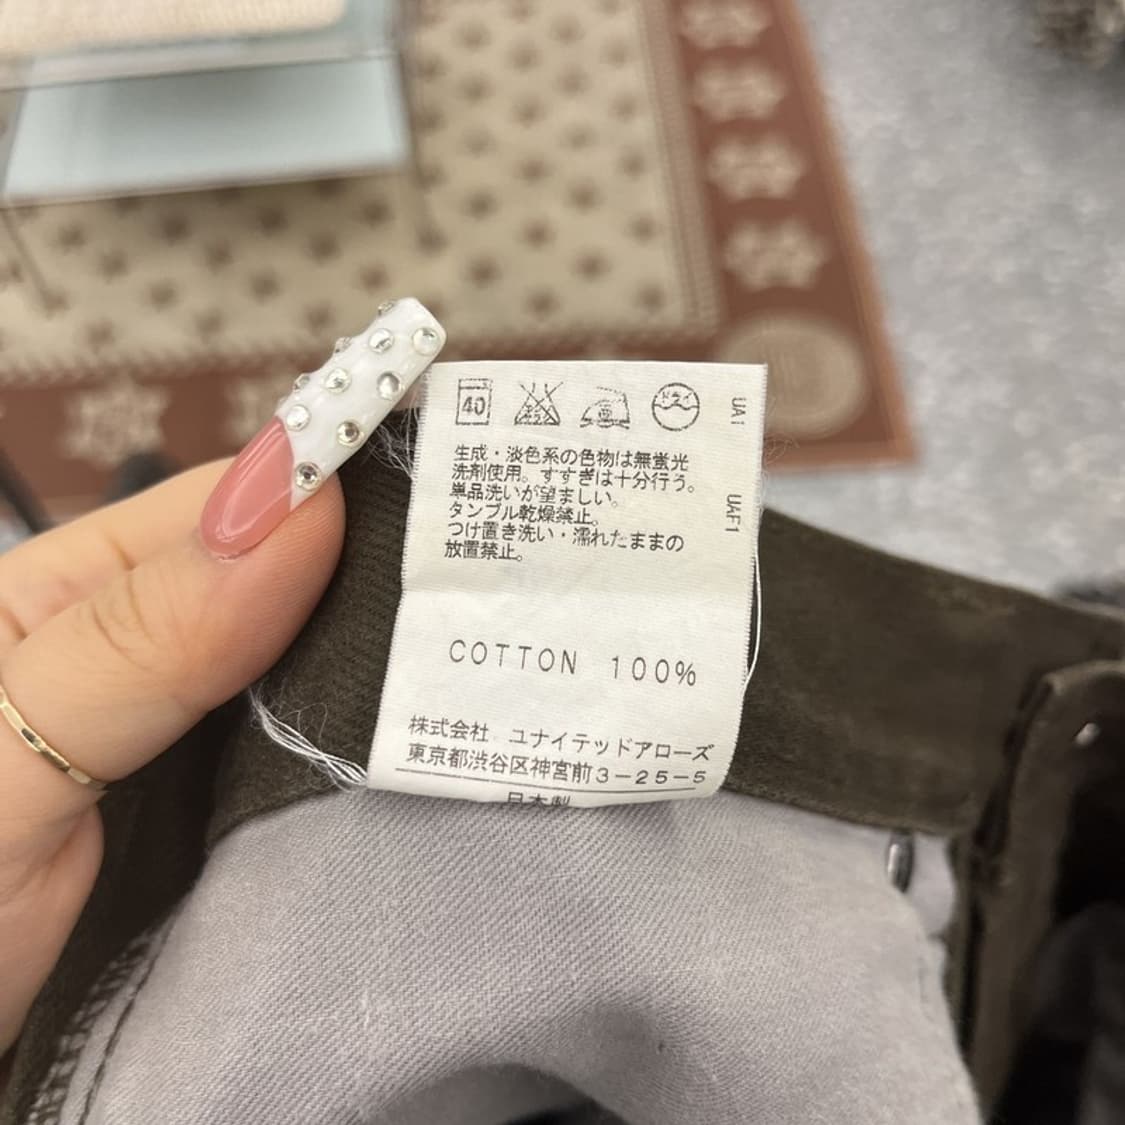 40
ドライ
UA1
生成・淡色系の色物は無蛍光
洗剤使用。すすぎは十分行う。
単品洗いが望ましい。
タンブル乾燥禁止。
つけ置き洗い・濡れたままの
放置禁止。
UAF1
COTTON 100%
株式会社 ユナイテッドアローズ
東京都渋谷区神宮前3-25-5
日本製